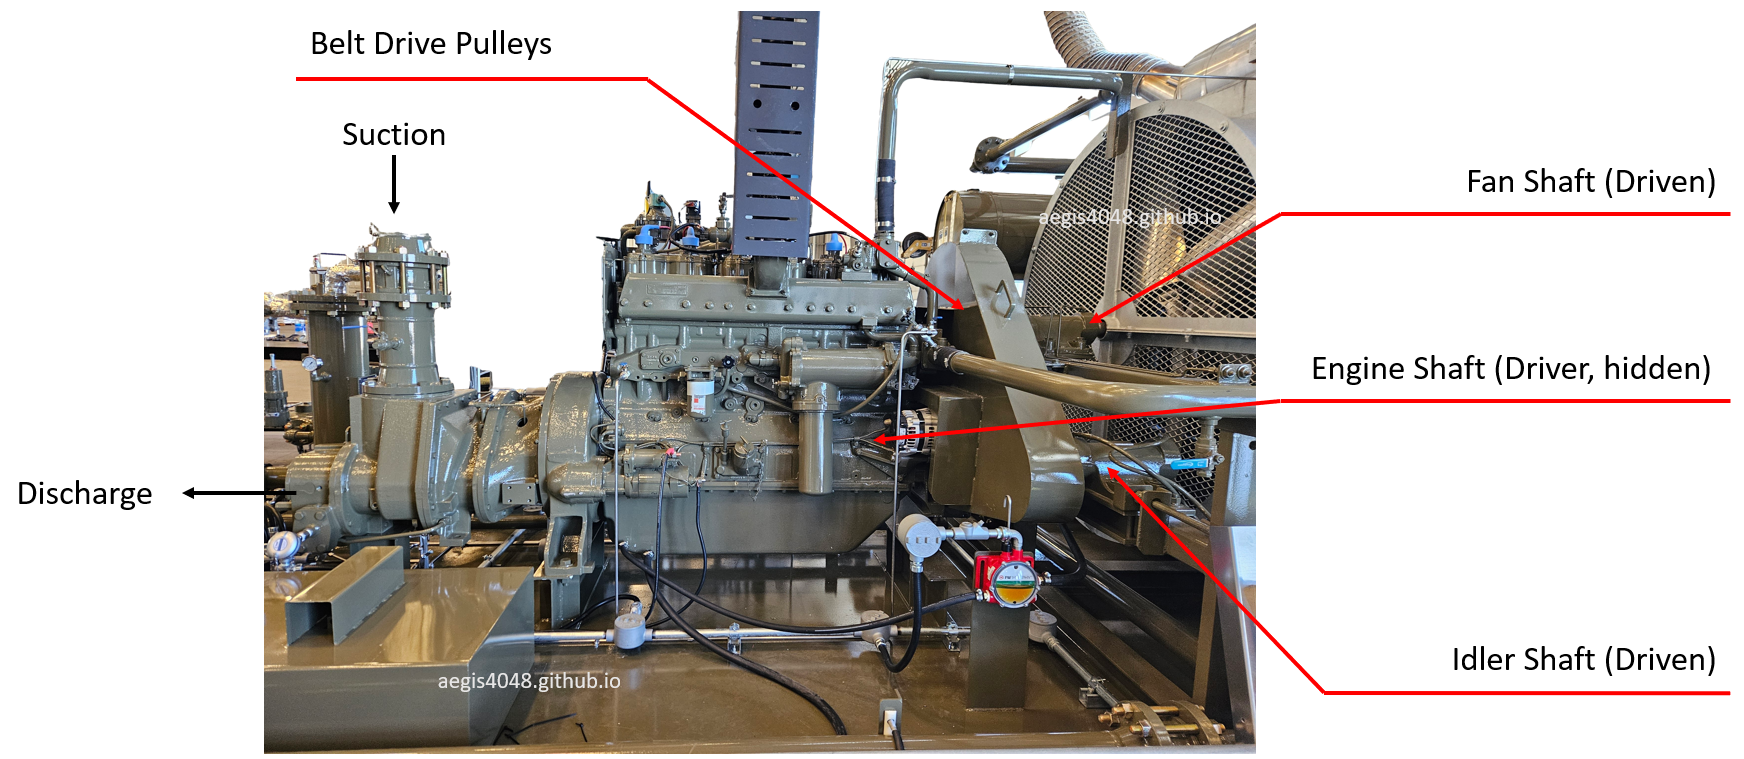 Belt Drive Pulleys
Suction
Fan Shaft (Driven)
aegis4048.github.io
Engine Shaft (Driver, hidden)
Discharge
Idler Shaft (Driven)
aegis4048.github.io